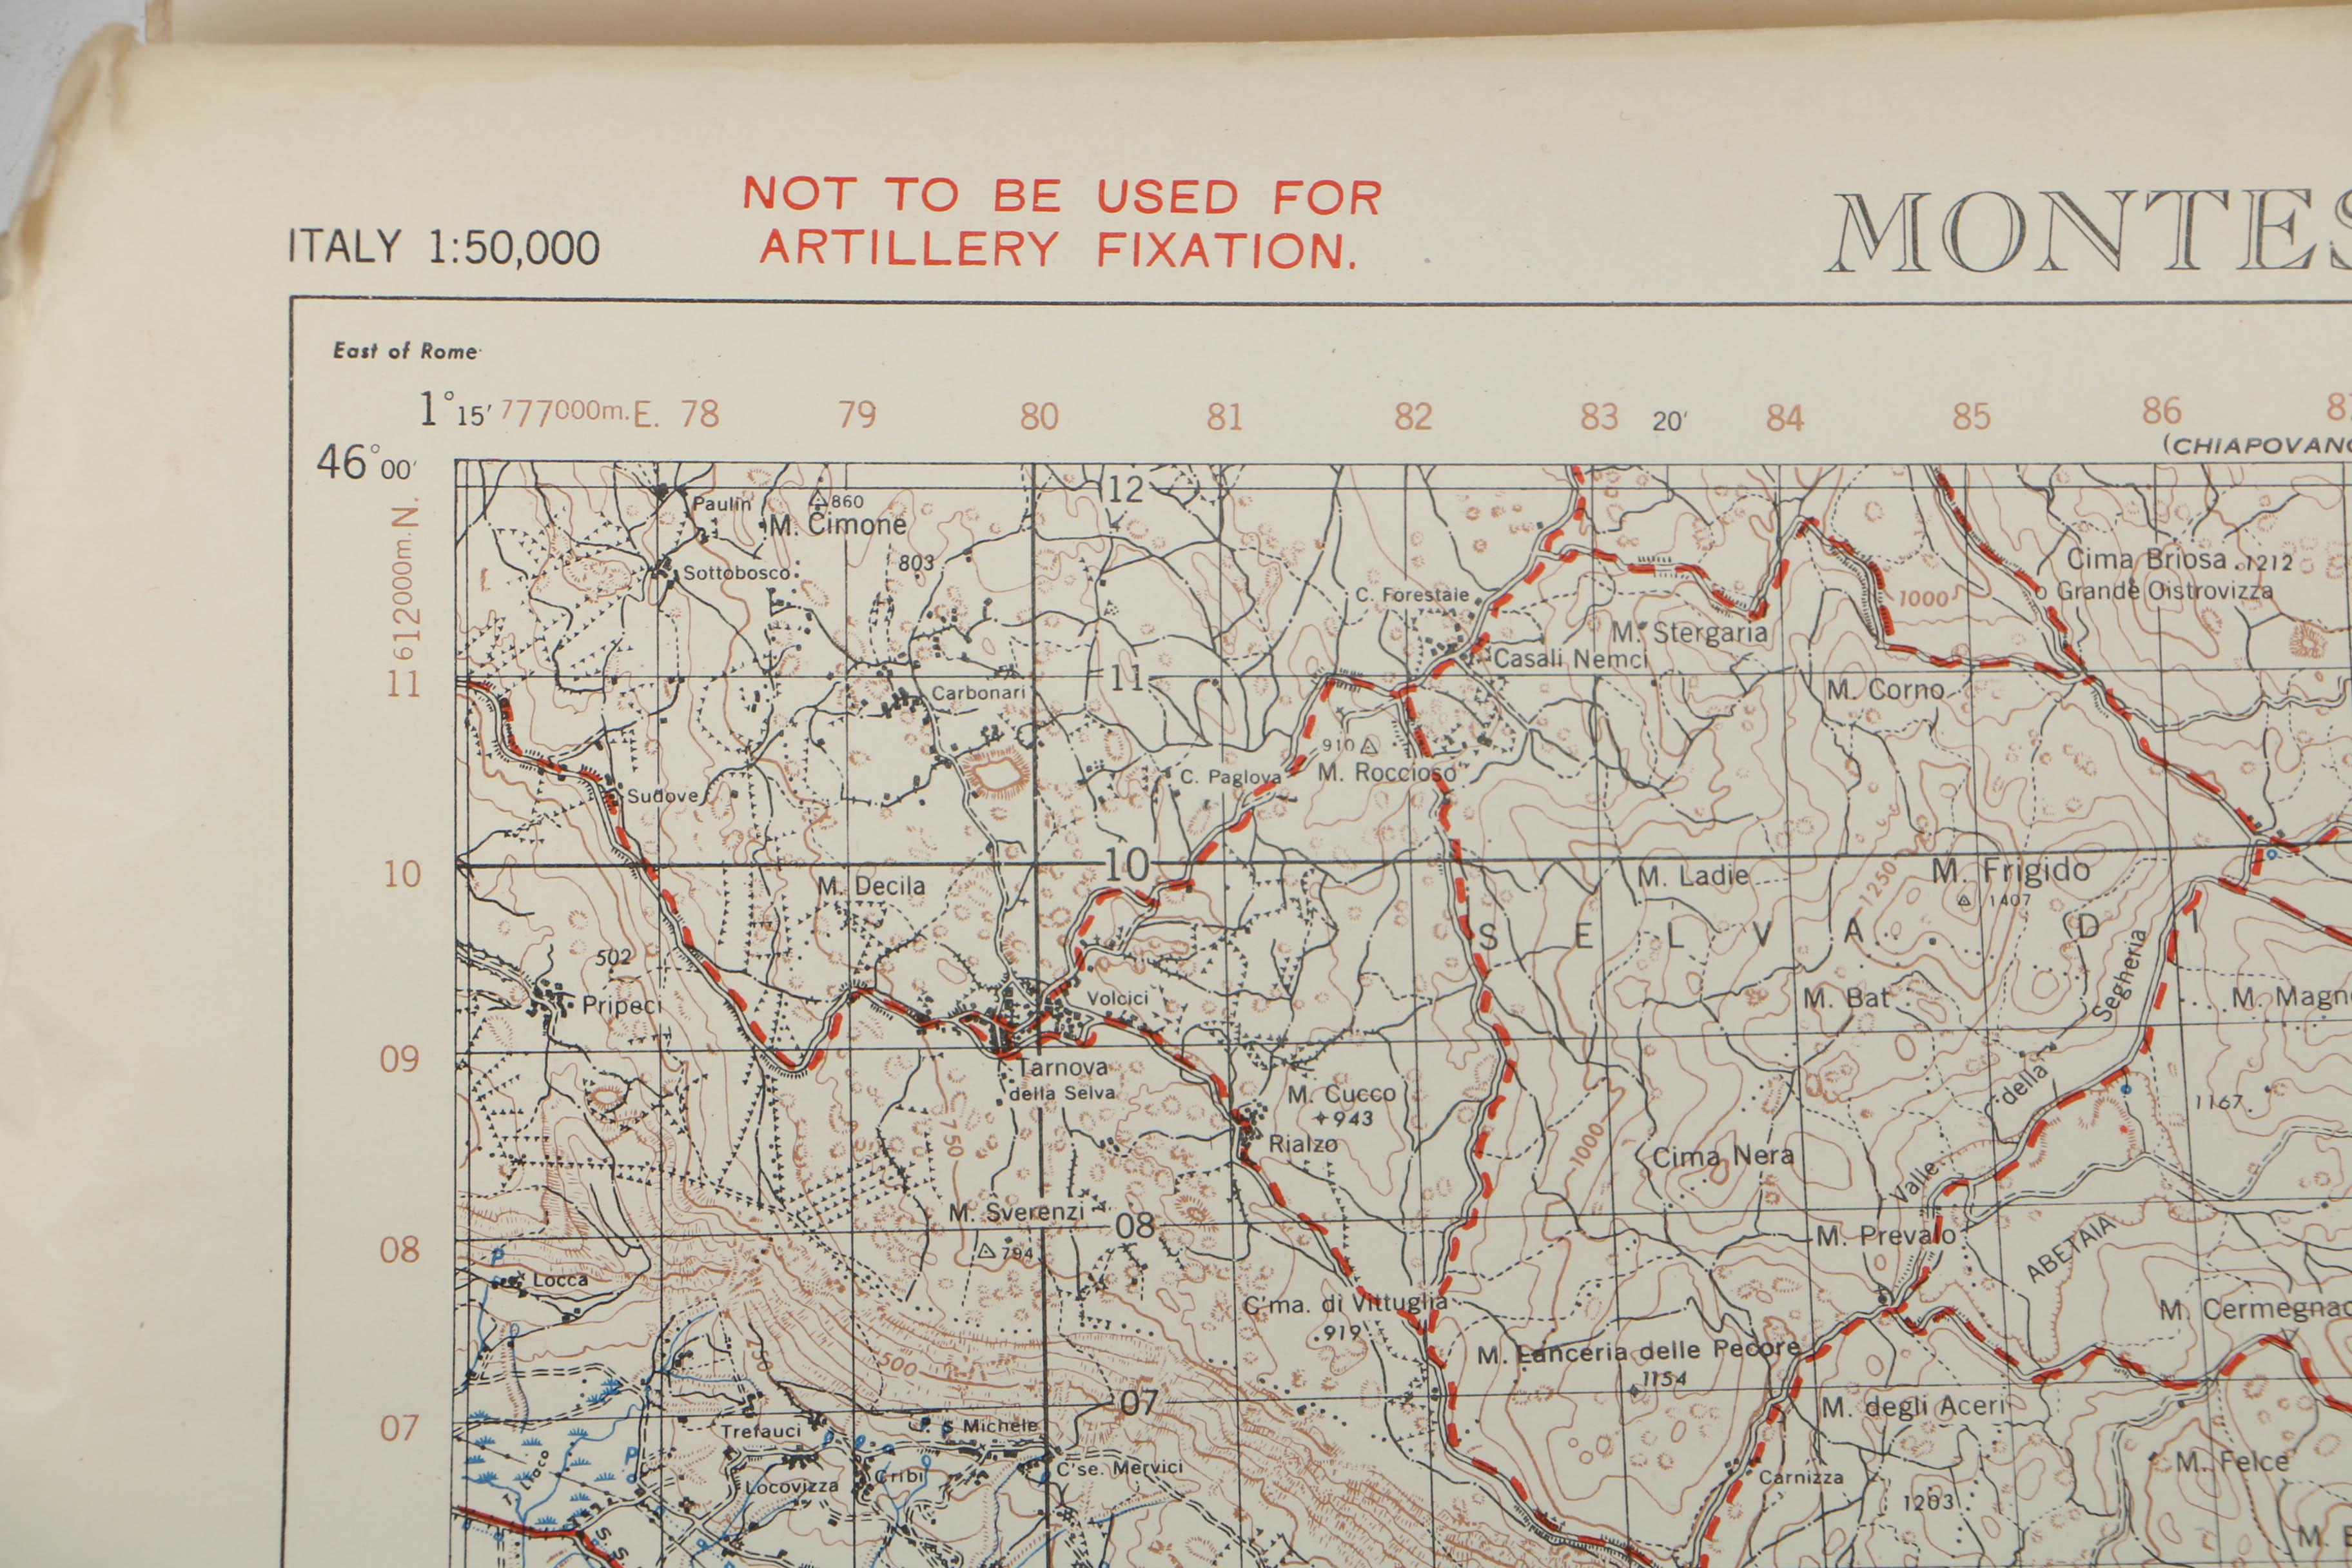 NOT TO BE USED FOR
ARTILLERY FIXATION.
ITALY 1:50,000
East of Rome
1° 15' 777000m. E. 78 79 80 81 82 83 20' 84 85 86
46° 00'
6 12000m. N.
11
10
09
08
07
12
11
10
08
07
Paulin
860
M. Cimone
803
Sottobosco
Cima Briosa .1212
Grande Oistrovizza
C. Forestale
1000
M. Stergaria
Casali Nemci
Carbonari
M. Corno
910
C. Paglova
M. Roccioso
Sudove
M. Decila
M. Ladie
M. Frigido
1250
1407
S E L V A D I
502
Pripeci
Volcici
M. Bat
Segheria
della
Valle
Tarnova
della Selva
M. Cucco
943
1167.
750
Rialzo
1000
Cima Nera
M. Sverenzi
794
M. Prevalo
ABETAIA
Locca
C'ma. di Vittuglia
.919
M. Lanceria delle Pecore
1154
250
500
M. degli Aceri
Trefauci
S Michele
C'se. Mervici
M. Felce
Locovizza
Cribi
Carnizza
1203